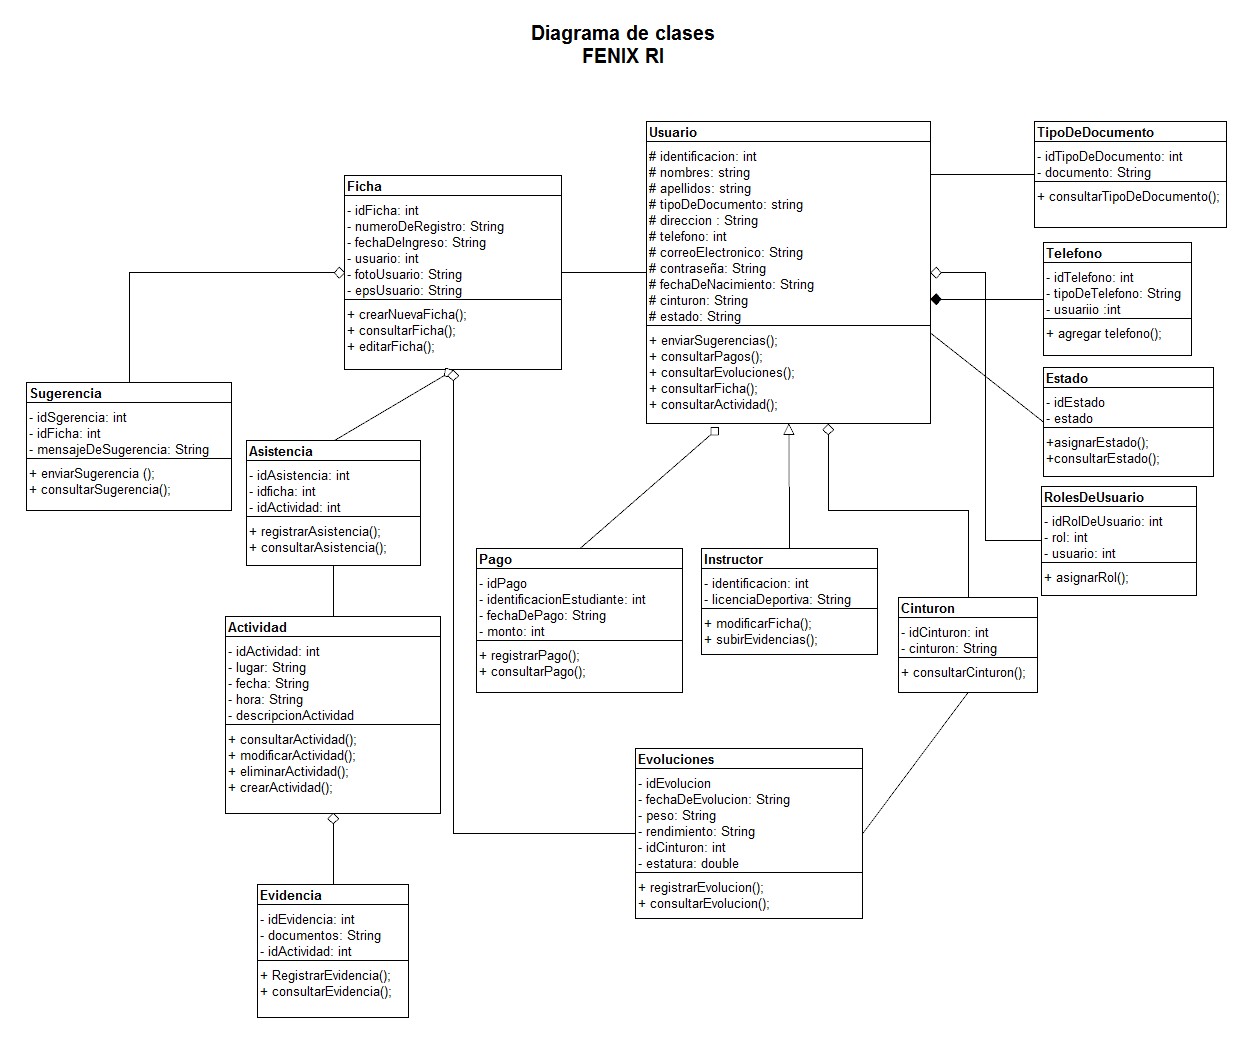 Diagrama de clases
FENIX RI
Usuario
# identificacion: int
# nombres: string
# apellidos: string
# tipoDeDocumento: string
# direccion : String
# telefono: int
# correoElectronico: String
# contraseña: String
# fechaDeNacimiento: String
# cinturon: String
# estado: String
+ enviarSugerencias();
+ consultarPagos();
+ consultarEvoluciones();
+ consultarFicha();
+ consultarActividad();
TipoDeDocumento
- idTipoDeDocumento: int
- documento: String
+ consultarTipoDeDocumento();
Ficha
- idFicha: int
- numeroDeRegistro: String
- fechaDeIngreso: String
- usuario: int
- fotoUsuario: String
- epsUsuario: String
+ crearNuevaFicha();
+ consultarFicha();
+ editarFicha();
Telefono
- idTelefono: int
- tipoDeTelefono: String
- usuariio :int
+ agregar telefono();
Estado
- idEstado
- estado
+asignarEstado();
+consultarEstado();
Sugerencia
- idSgerencia: int
- idFicha: int
- mensajeDeSugerencia: String
+ enviarSugerencia ();
+ consultarSugerencia();
Asistencia
- idAsistencia: int
- idficha: int
- idActividad: int
+ registrarAsistencia();
+ consultarAsistencia();
RolesDeUsuario
- idRolDeUsuario: int
- rol: int
- usuario: int
+ asignarRol();
Pago
- idPago
- identificacionEstudiante: int
- fechaDePago: String
- monto: int
+ registrarPago();
+ consultarPago();
Instructor
- identificacion: int
- licenciaDeportiva: String
+ modificarFicha();
+ subirEvidencias();
Cinturon
- idCinturon: int
- cinturon: String
+ consultarCinturon();
Actividad
- idActividad: int
- lugar: String
- fecha: String
- hora: String
- descripcionActividad
+ consultarActividad();
+ modificarActividad();
+ eliminarActividad();
+ crearActividad();
Evoluciones
- idEvolucion
- fechaDeEvolucion: String
- peso: String
- rendimiento: String
- idCinturon: int
- estatura: double
+ registrarEvolucion();
+ consultarEvolucion();
Evidencia
- idEvidencia: int
- documentos: String
- idActividad: int
+ RegistrarEvidencia();
+ consultarEvidencia();